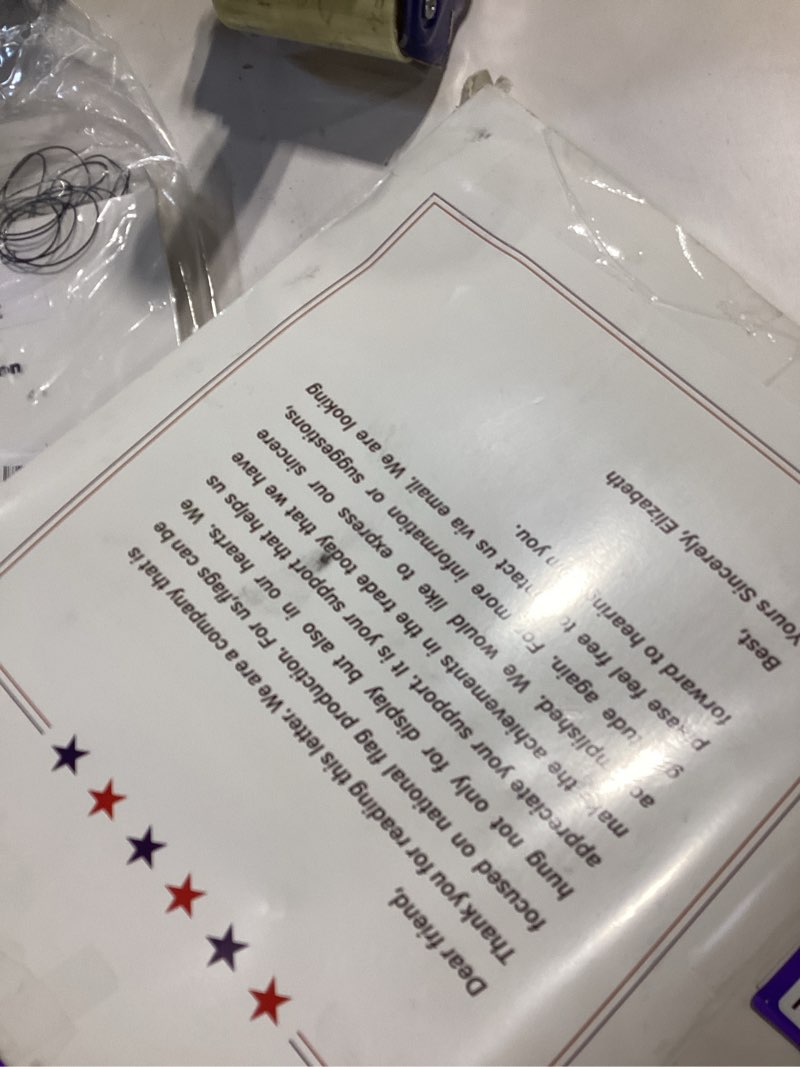 Dear friend,
Thank you for reading this letter. We are a company that is
focused on national flag production. For us,flags can be
hung not only for display but also in our hearts. We
appreciate your support. It is your support that helps us
make the achievements in the trade today that we have
We would like to express our sincere
again. For more information or suggestions,
please feel free to us via email. We are looking
forward to hearing you.
Best,
Yours Sincerely, Elizabeth